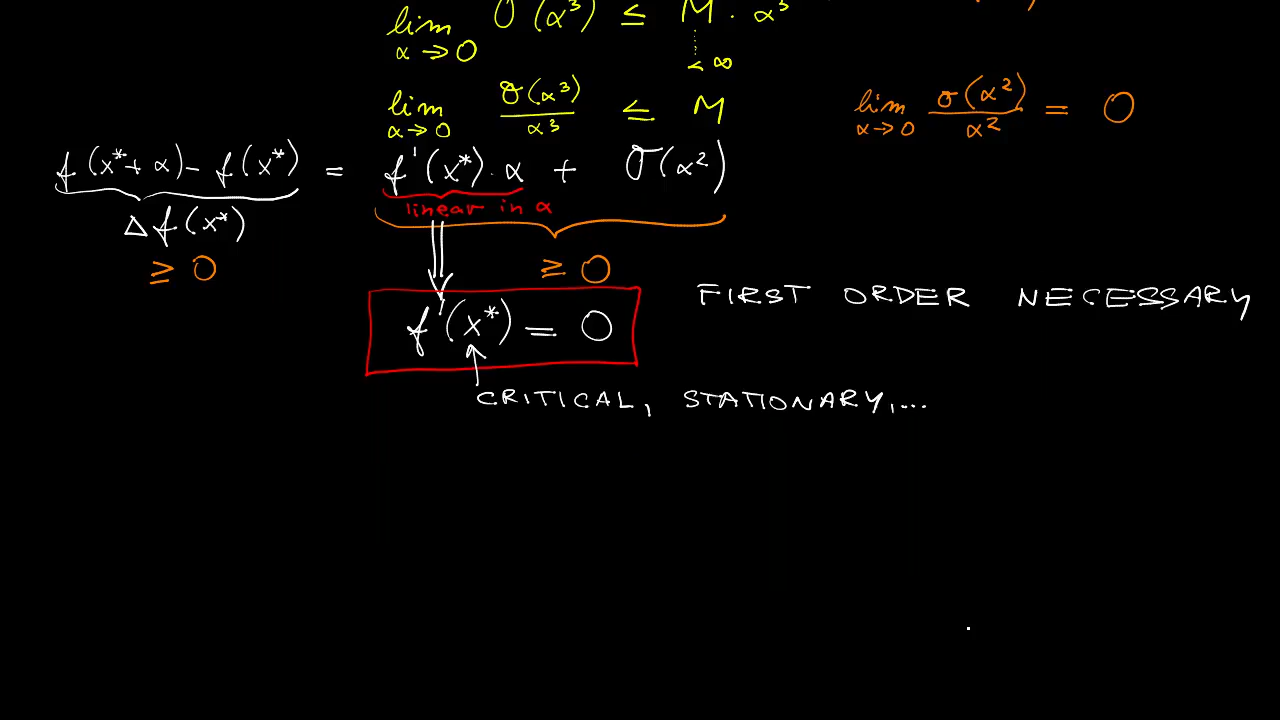 lim O(α³) ≤ M · α³
α→0
< ∞
lim O(α³)/α³ ≤ M
α→0
lim o(α²)/α² = 0
α→0
f(x*+α) - f(x*) = f'(x*)·α + O(α²)
linear in α
Δf(x*)
≥ 0
≥ 0
f'(x*) = 0
FIRST ORDER NECESSARY
CRITICAL, STATIONARY,...